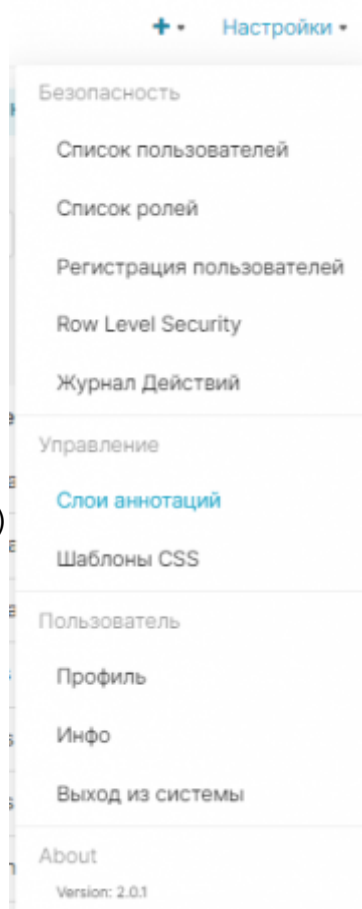 + Настройки
Безопасность
Список пользователей
Список ролей
Регистрация пользователей
Row Level Security
Журнал Действий
Управление
Слои аннотаций
Шаблоны CSS
Пользователь
Профиль
Инфо
Выход из системы
About
Version: 2.0.1